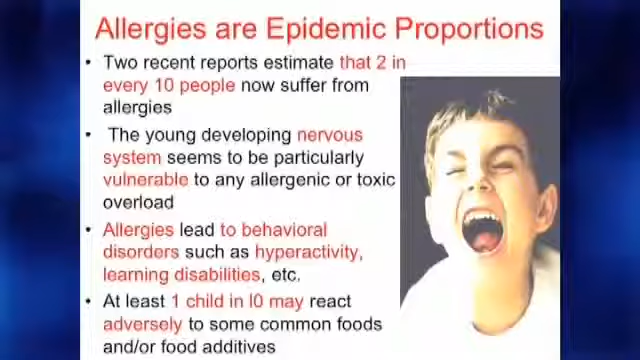 Allergies are Epidemic Proportions
• Two recent reports estimate that 2 in
every 10 people now suffer from
allergies
• The young developing nervous
system seems to be particularly
vulnerable to any allergenic or toxic
overload
• Allergies lead to behavioral
disorders such as hyperactivity,
learning disabilities, etc.
• At least 1 child in l0 may react
adversely to some common foods
and/or food additives